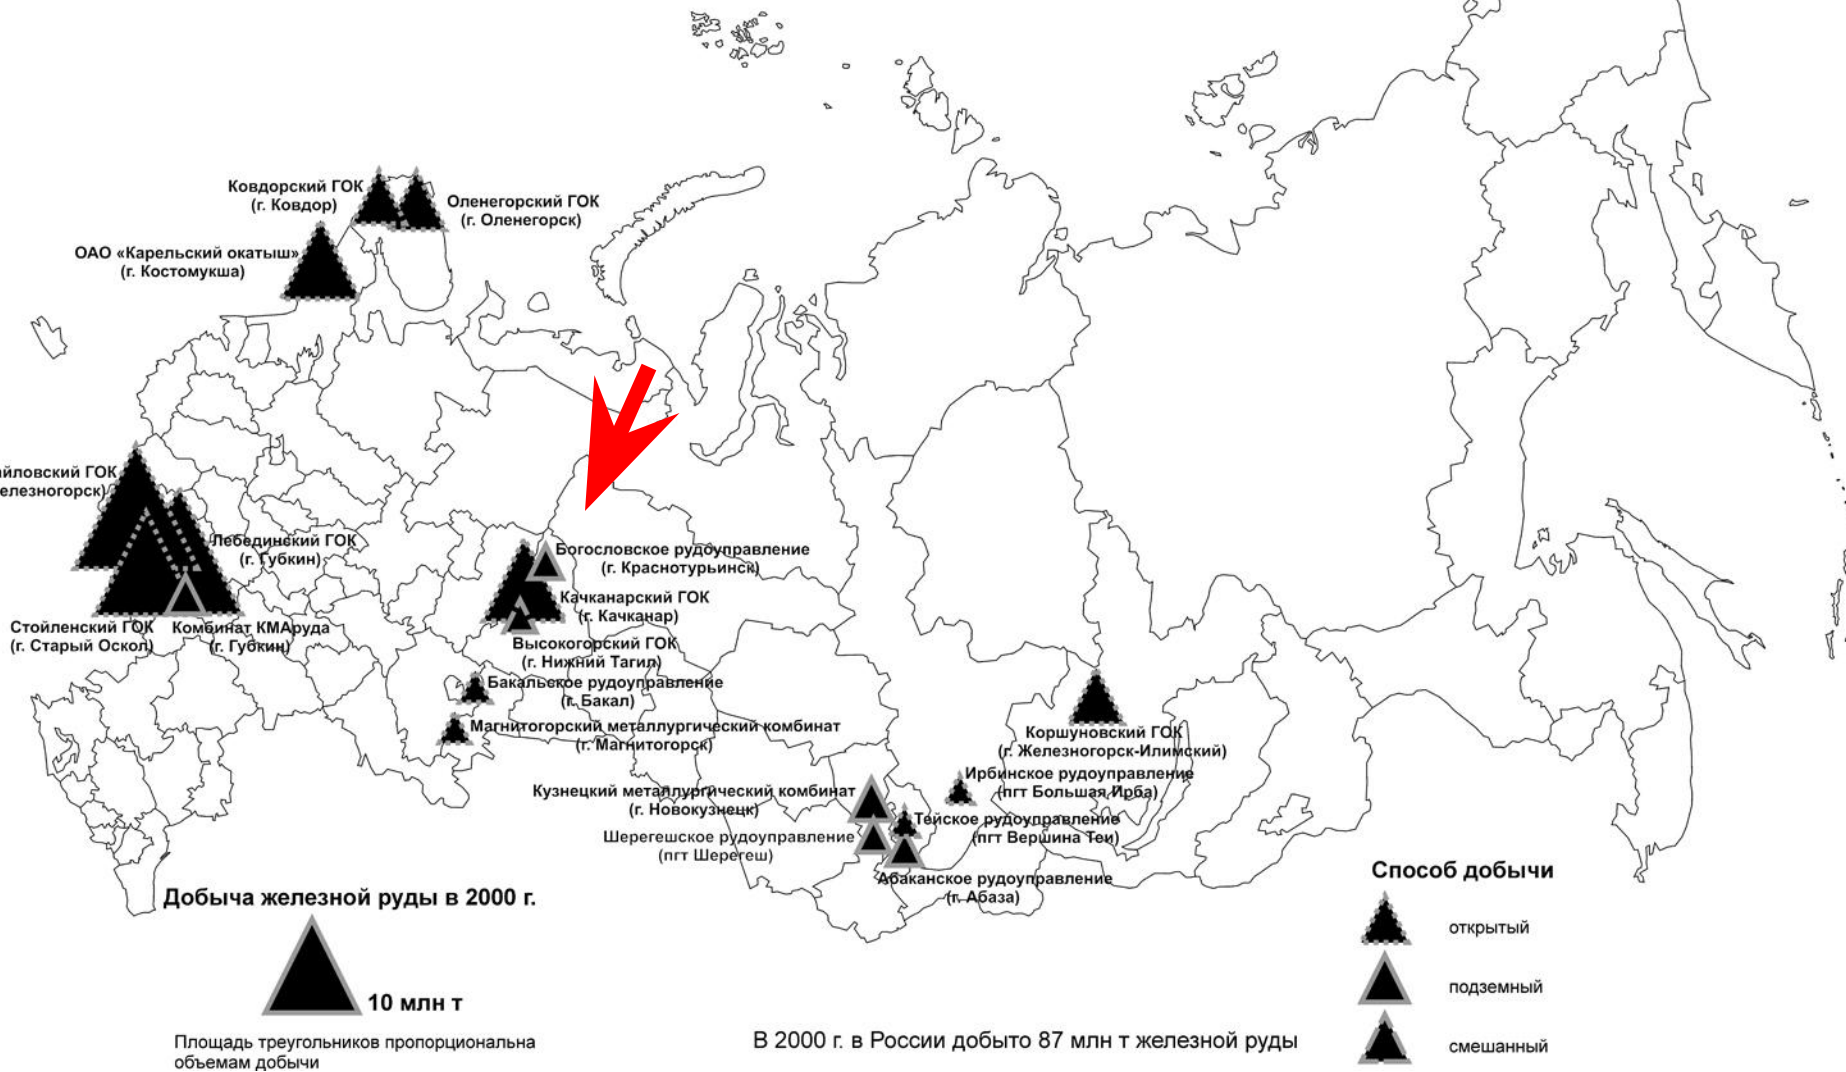 Ковдорский ГОК
(г. Ковдор)
Оленегорский ГОК
(г. Оленегорск)
ОАО «Карельский окатыш»
(г. Костомукша)
йловский ГОК
елезногорск)
Лебединский ГОК
(г. Губкин)
Стойленский ГОК
(г. Старый Оскол)
Комбинат КМАруда
(г. Губкин)
Богословское рудоуправление
(г. Краснотурьинск)
Качканарский ГОК
(г. Качканар)
Высокогорский ГОК
(г. Нижний Тагил)
Бакальское рудоуправление
(г. Бакал)
Магнитогорский металлургический комбинат
(г. Магнитогорск)
Коршуновский ГОК
(г. Железногорск-Илимский)
Ирбинское рудоуправление
(пгт Большая Ирба)
Кузнецкий металлургический комбинат
(г. Новокузнецк)
Тейское рудоуправление
(пгт Вершина Теи)
Шерегешское рудоуправление
(пгт Шерегеш)
Абаканское рудоуправление
(г. Абаза)
Добыча железной руды в 2000 г.
10 млн т
Площадь треугольников пропорциональна
объемам добычи
В 2000 г. в России добыто 87 млн т железной руды
Способ добычи
открытый
подземный
смешанный